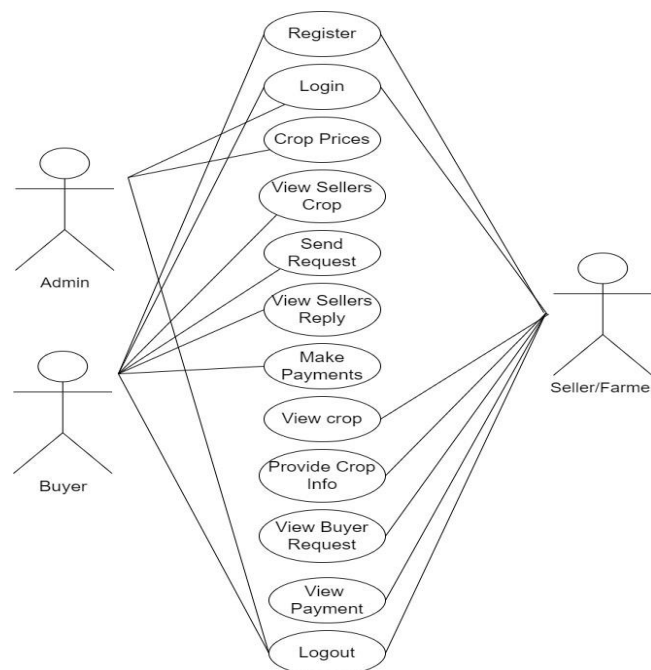 Register
Login
Crop Prices
View Sellers
Crop
Send
Request
View Sellers
Reply
Make
Payments
View crop
Provide Crop
Info
View Buyer
Request
View
Payment
Logout
Admin
Buyer
Seller/Farme